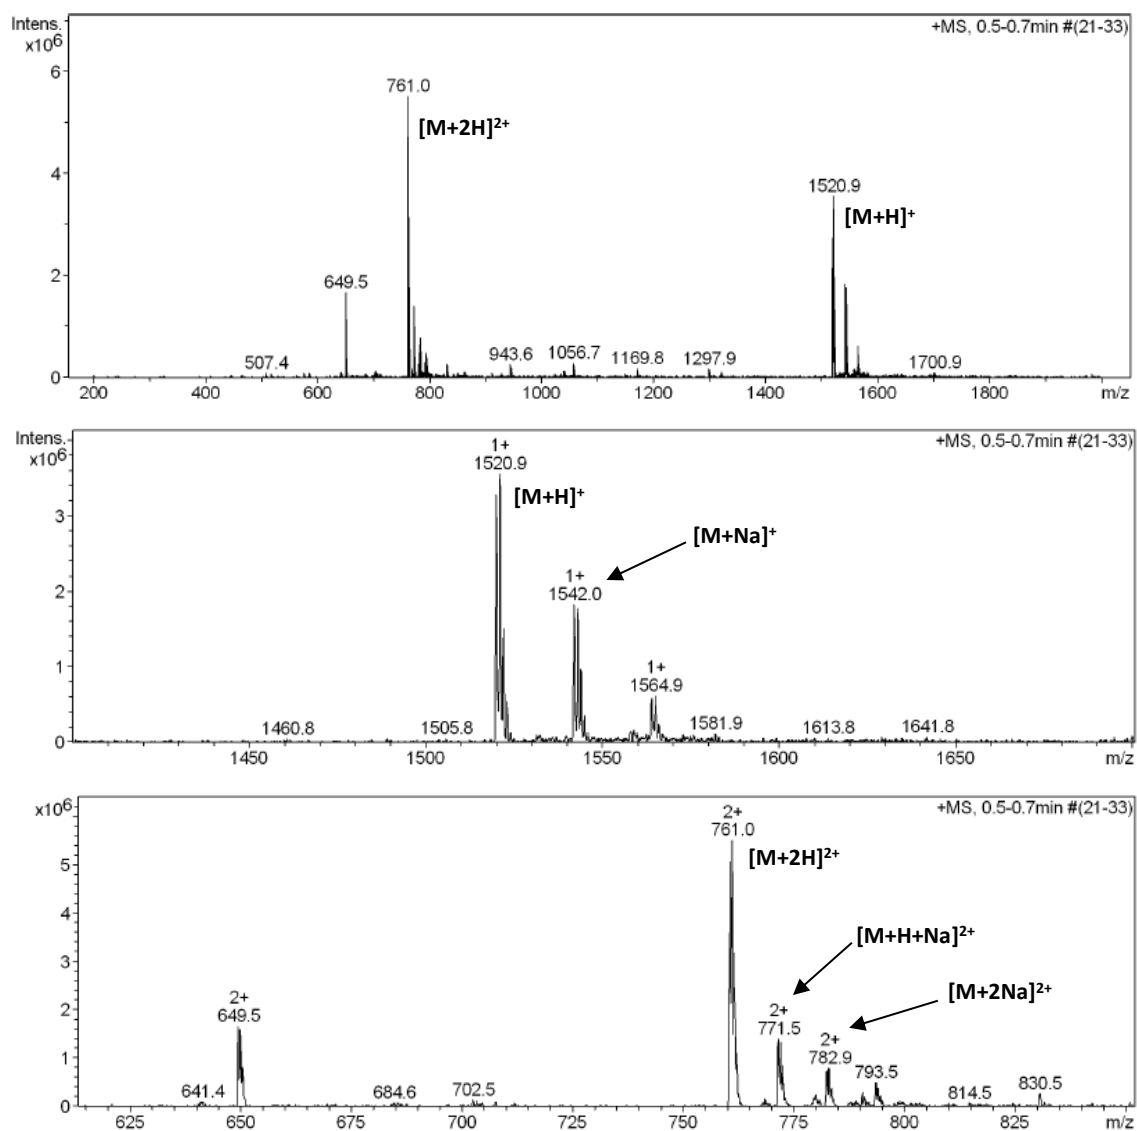 Intens.
x10⁶
+MS, 0.5-0.7min #(21-33)
6
4
2
0
761.0
[M+2H]²⁺
1520.9
[M+H]⁺
649.5
507.4
943.6
1056.7
1169.8
1297.9
1700.9
200 400 600 800 1000 1200 1400 1600 1800 m/z
Intens.
x10⁶
+MS, 0.5-0.7min #(21-33)
3
2
1
0
1+
1520.9
[M+H]⁺
[M+Na]⁺
1+
1542.0
1+
1564.9
1460.8
1505.8
1581.9
1613.8
1641.8
1450 1500 1550 1600 1650 m/z
x10⁶
+MS, 0.5-0.7min #(21-33)
5
4
3
2
1
0
2+
761.0
[M+2H]²⁺
[M+H+Na]²⁺
[M+2Na]²⁺
2+
649.5
2+
771.5
2+
782.9
793.5
641.4
684.6
702.5
814.5
830.5
625 650 675 700 725 750 775 800 825 m/z